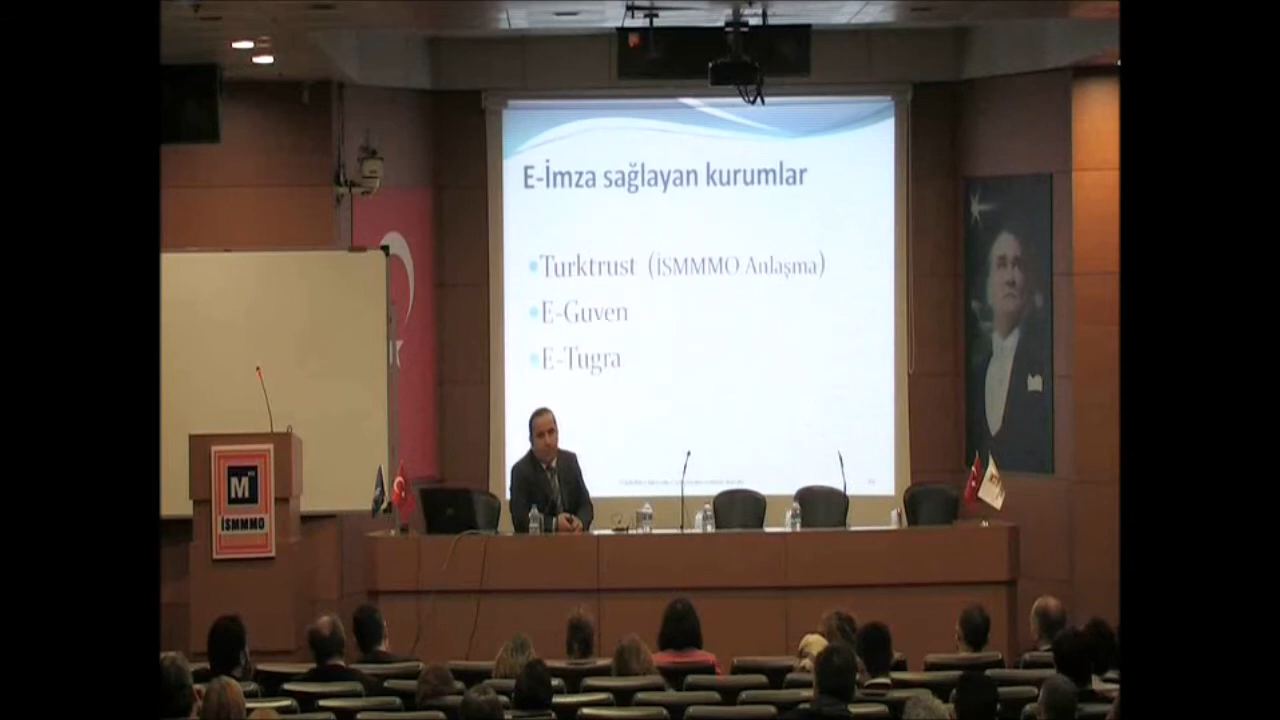 E-İmza sağlayan kurumlar
•Turktrust (İSMMMO Anlaşma)
•E-Guven
•E-Tugra
M
İSMMMO